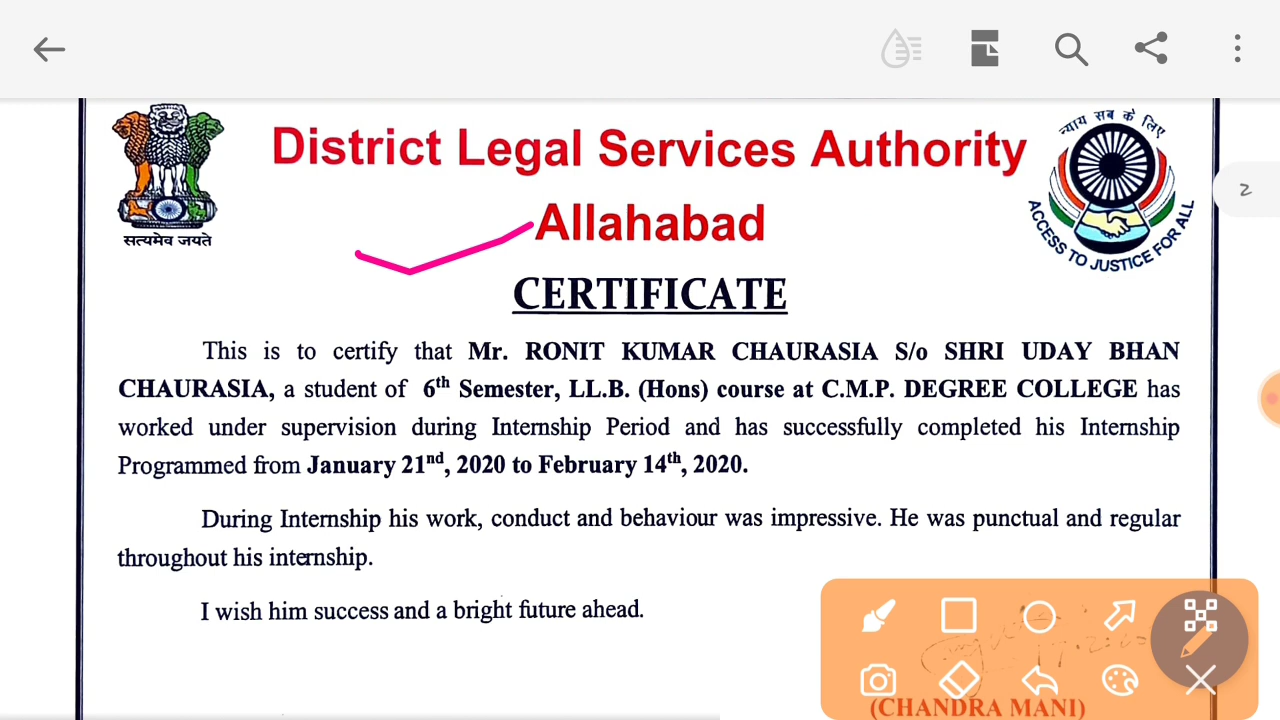 2
District Legal Services Authority
सत्यमेव जयते
न्याय सब के लिए
ACCESS TO JUSTICE FOR ALL
Allahabad
CERTIFICATE
This is to certify that Mr. RONIT KUMAR CHAURASIA S/o SHRI UDAY BHAN
CHAURASIA, a student of 6th Semester, LL.B. (Hons) course at C.M.P. DEGREE COLLEGE has
worked under supervision during Internship Period and has successfully completed his Internship
Programmed from January 21nd, 2020 to February 14th, 2020.
During Internship his work, conduct and behaviour was impressive. He was punctual and regular
throughout his internship.
I wish him success and a bright future ahead.
(CHANDRA MANI)